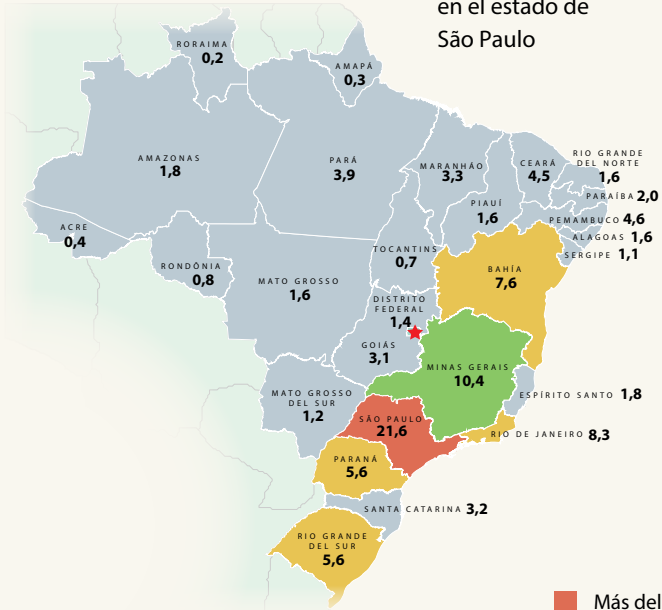 en el estado de
São Paulo
RORAIMA
0,2
AMAPÁ
0,3
AMAZONAS
1,8
PARÁ
3,9
MARANHÃO
3,3
CEARÁ
4,5
RIO GRANDE
DEL NORTE
1,6
PARAÍBA 2,0
PIAUÍ
1,6
PEMAMBUCO 4,6
ALAGOAS 1,6
SERGIPE 1,1
ACRE
0,4
RONDÔNIA
0,8
TOCANTINS
0,7
BAHÍA
7,6
MATO GROSSO
1,6
DISTRITO
FEDERAL
1,4
GOIÁS
3,1
MINAS GERAIS
10,4
ESPÍRITO SANTO 1,8
MATO GROSSO
DEL SUR
1,2
SÃO PAULO
21,6
RIO DE JANEIRO 8,3
PARANÁ
5,6
SANTA CATARINA 3,2
RIO GRANDE
DEL SUR
5,6
Más del